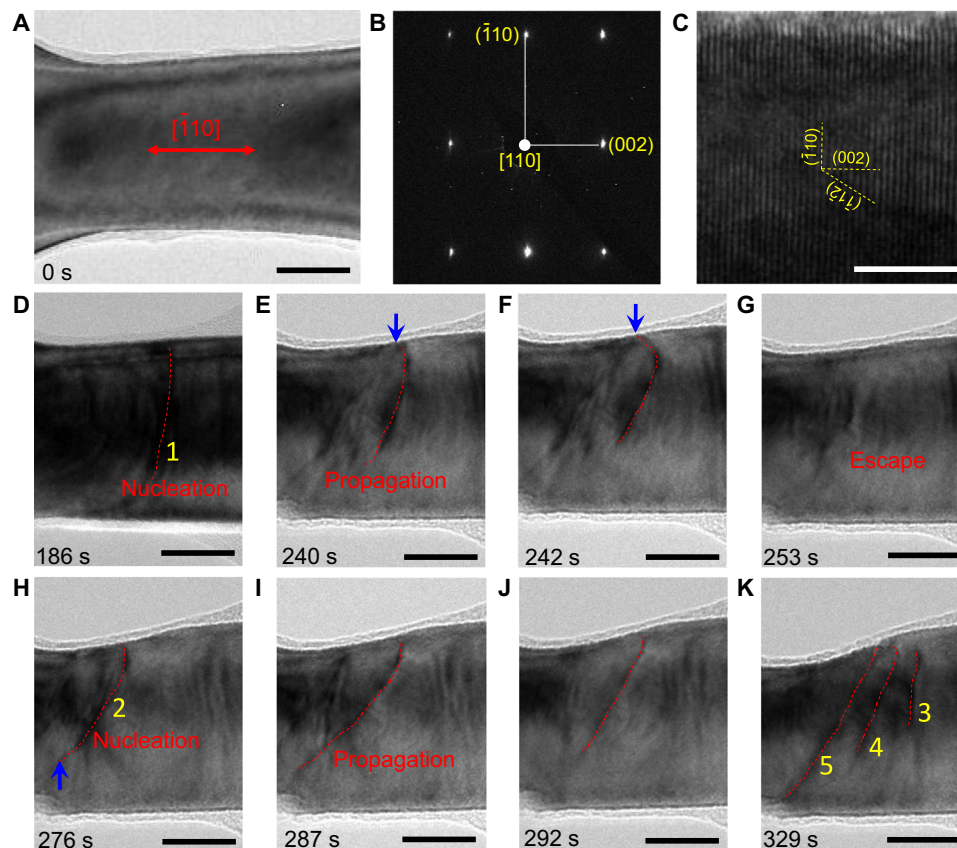 A
[1̄10]
0 s
B
(1̄10)
[110]
(002)
C
(1̄10)
(002)
(1̄12̄)
D
1
Nucleation
186 s
E
Propagation
240 s
F
242 s
G
Escape
253 s
H
2
Nucleation
276 s
I
Propagation
287 s
J
292 s
K
3
4
5
329 s